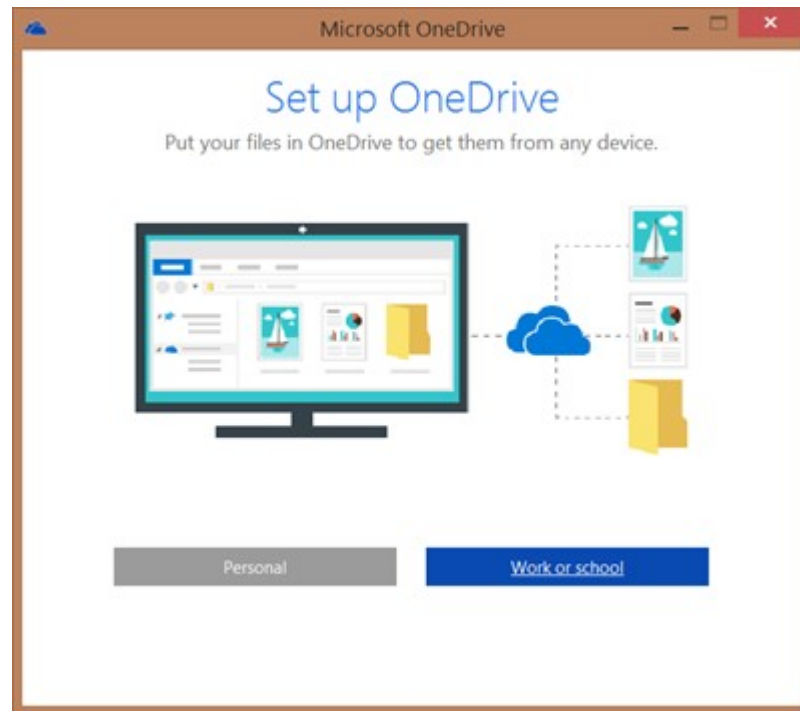 Microsoft OneDrive
Set up OneDrive
Put your files in OneDrive to get them from any device.
Personal
Work or school